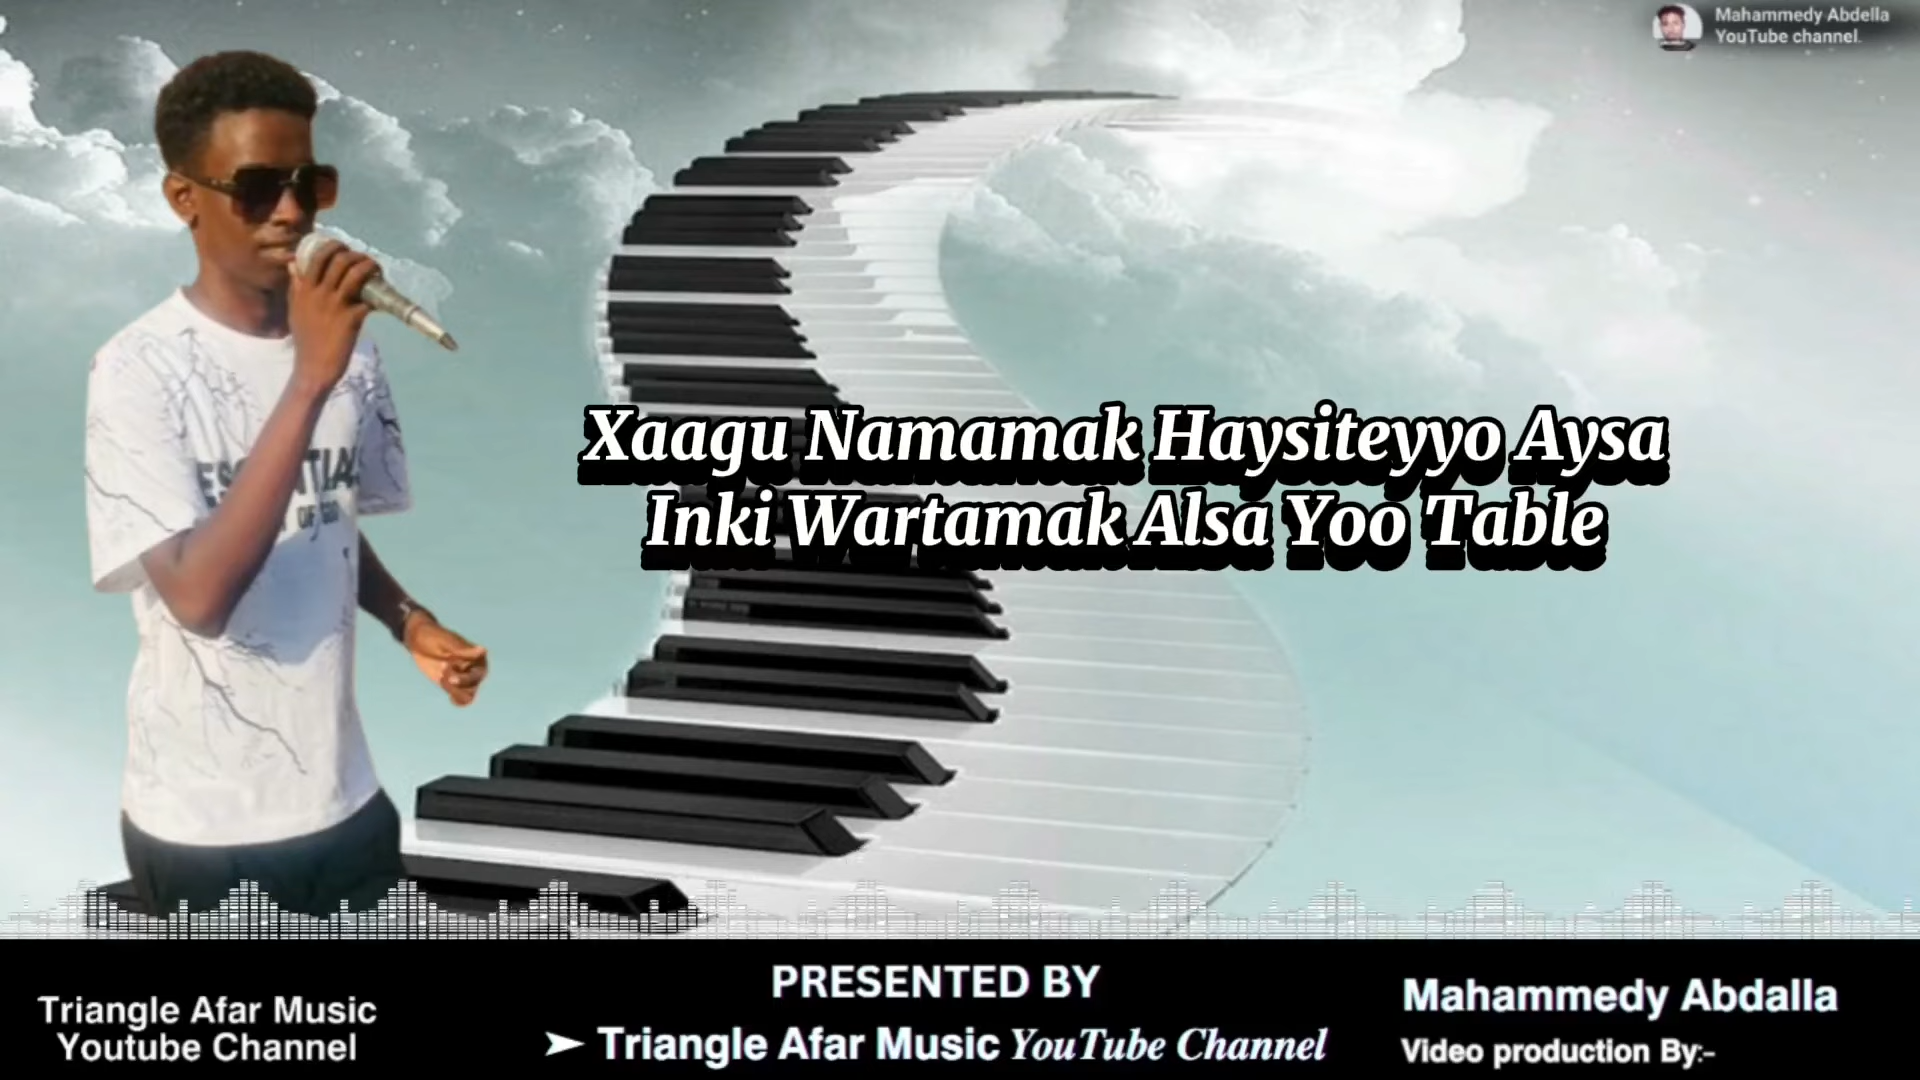 Mahammedy Abdella
YouTube channel.
Xaagu Namamak Haysiteyyo Aysa
Inki Wartamak Alsa Yoo Table
PRESENTED BY
Triangle Afar Music
Youtube Channel
➤ Triangle Afar Music YouTube Channel
Mahammedy Abdalla
Video production By:-